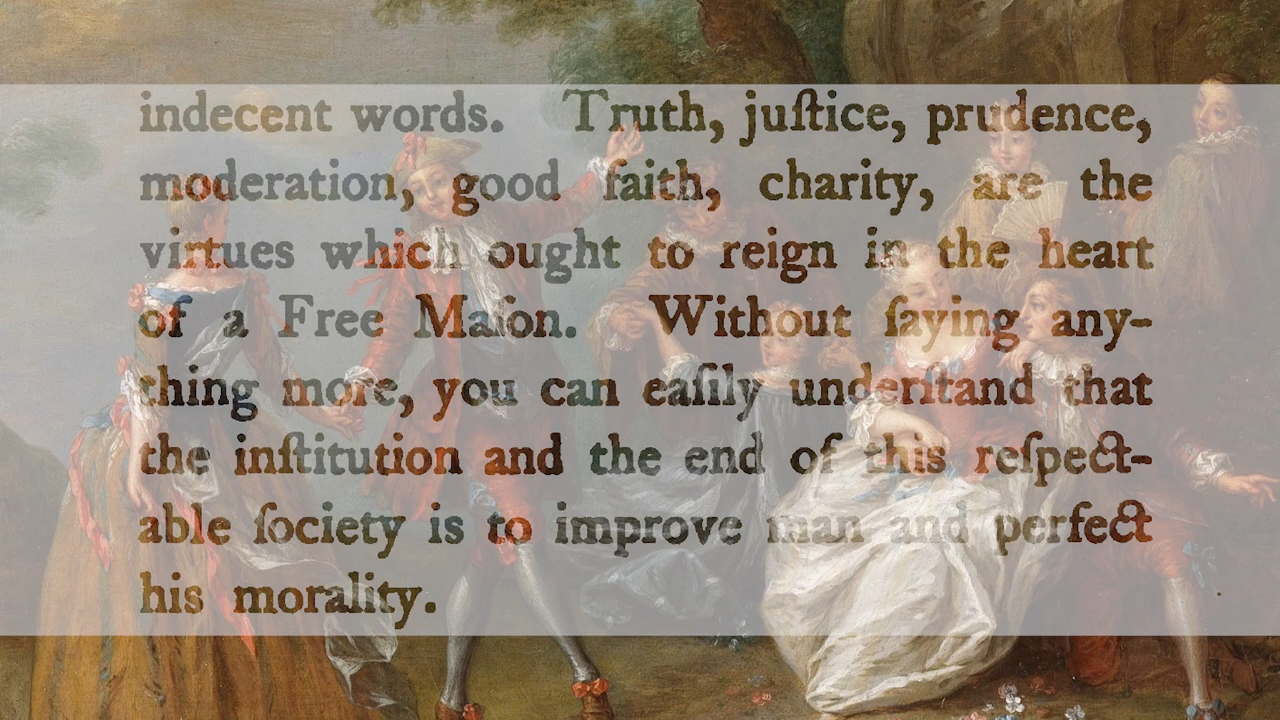 indecent words. Truth, juſtice, prudence,
moderation, good faith, charity, are the
virtues which ought to reign in the heart
of a Free Maſon. Without ſaying any-
thing more, you can eaſily underſtand that
the inſtitution and the end of this reſpect-
able ſociety is to improve man and perfect
his morality.